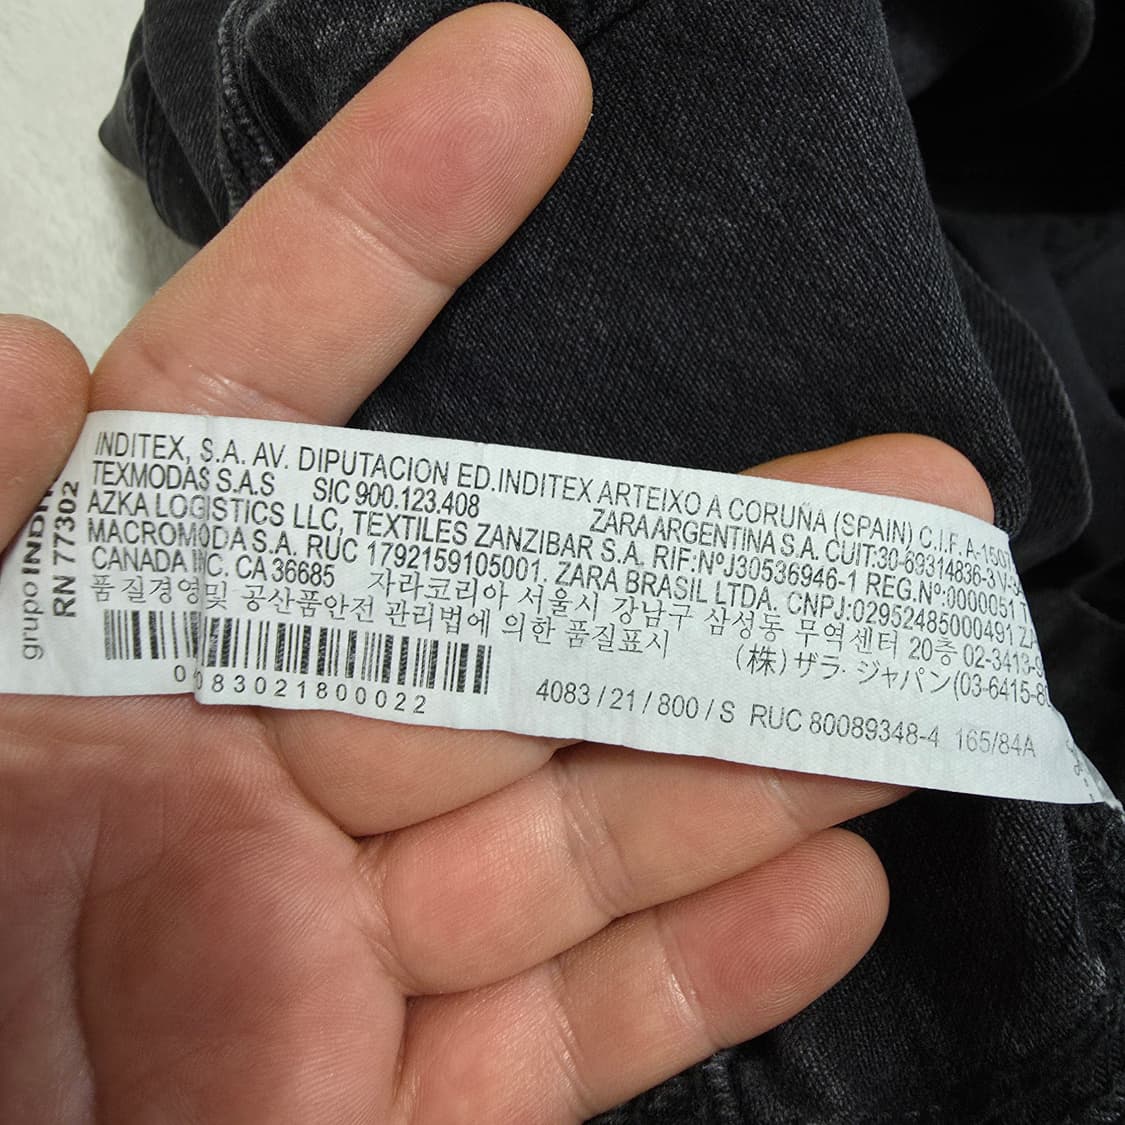 grupo INDI
RN 77302
INDITEX, S.A. AV. DIPUTACION ED.INDITEX ARTEIXO A CORUÑA (SPAIN) C.I.F. A-1507
TEXMODAS S.A.S SIC 900.123.408 ZARA ARGENTINA S.A. CUIT:30-69314836-3
AZKA LOGISTICS LLC, TEXTILES ZANZIBAR S.A. RIF:NºJ30536946-1 REG.Nº:0000051
MACROMODA S.A. RUC 1792159105001. ZARA BRASIL LTDA. CNPJ:02952485000491
CANADA INC. CA 36685 자라코리아 서울시 강남구 삼성동 무역센터 20층 02-3413-
품질경영및 공산품안전 관리법에 의한 품질표시 (株)ザラ・ジャパン(03-6415-80
0 083021800022
4083 / 21 / 800 / S RUC 80089348-4 165/84A